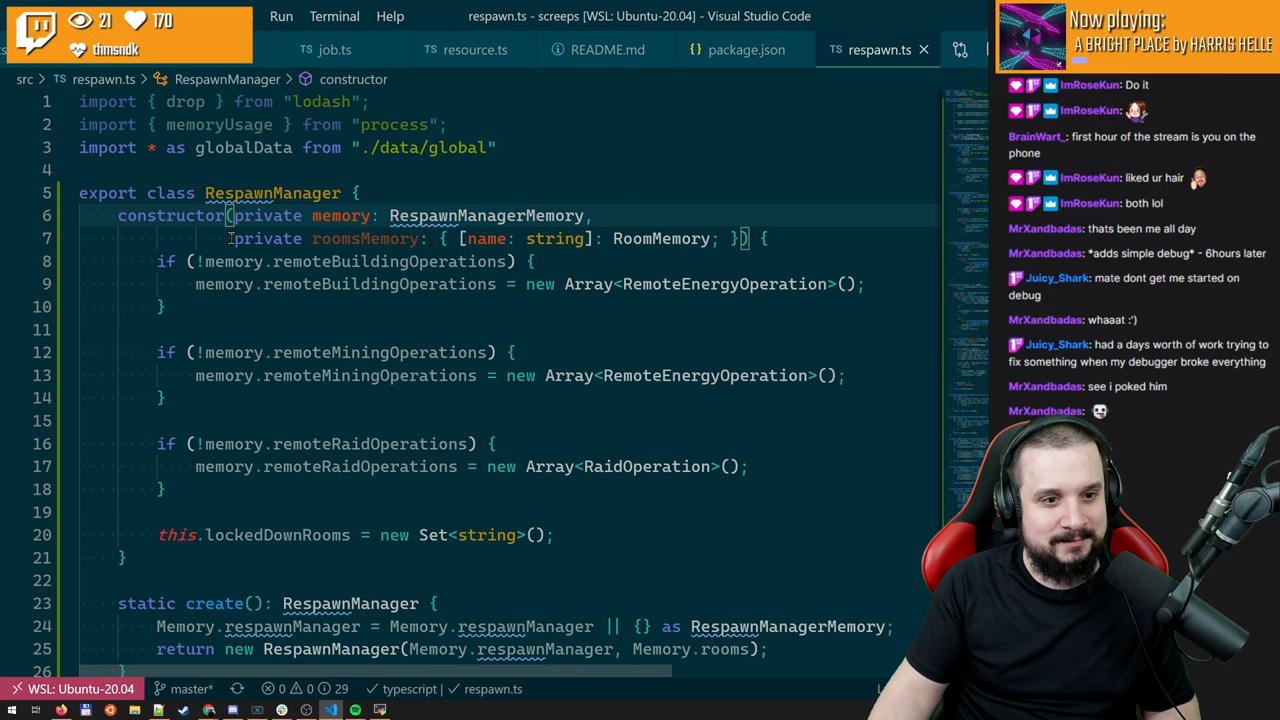 21 170
thmsndk
Run Terminal Help
respawn.ts - screeps [WSL: Ubuntu-20.04] - Visual Studio Code
Now playing:
A BRIGHT PLACE by HARRIS HELLE
TS job.ts TS resource.ts README.md {} package.json TS respawn.ts
src > TS respawn.ts > RespawnManager > constructor
1 import { drop } from "lodash";
2 import { memoryUsage } from "process";
3 import * as globalData from "./data/global"
4
5 export class RespawnManager {
6 constructor(private memory: RespawnManagerMemory,
7 private roomsMemory: { [name: string]: RoomMemory; }) {
8 if (!memory.remoteBuildingOperations) {
9 memory.remoteBuildingOperations = new Array<RemoteEnergyOperation>();
10 }
11
12 if (!memory.remoteMiningOperations) {
13 memory.remoteMiningOperations = new Array<RemoteEnergyOperation>();
14 }
15
16 if (!memory.remoteRaidOperations) {
17 memory.remoteRaidOperations = new Array<RaidOperation>();
18 }
19
20 this.lockedDownRooms = new Set<string>();
21 }
22
23 static create(): RespawnManager {
24 Memory.respawnManager = Memory.respawnManager || {} as RespawnManagerMemory;
25 return new RespawnManager(Memory.respawnManager, Memory.rooms);
26 }
WSL: Ubuntu-20.04 master* 0 0 29 typescript | respawn.ts
ImRoseKun: Do it
ImRoseKun:
BrainWart_: first hour of the stream is you on the
phone
ImRoseKun: liked ur hair
ImRoseKun: both lol
MrXandbadas: thats been me all day
MrXandbadas: *adds simple debug* - 6hours later
Juicy_Shark: mate dont get me started on
debug
MrXandbadas: whaaat :')
Juicy_Shark: had a days worth of work trying to
fix something when my debugger broke everything
MrXandbadas: see i poked him
MrXandbadas: